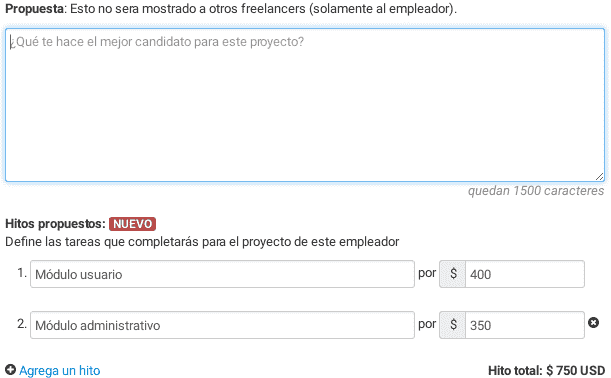 Propuesta: Esto no sera mostrado a otros freelancers (solamente al empleador).
¿Qué te hace el mejor candidato para este proyecto?
quedan 1500 caracteres
Hitos propuestos: NUEVO
Define las tareas que completarás para el proyecto de este empleador
1. Módulo usuario por $ 400
2. Módulo administrativo por $ 350
Agrega un hito Hito total: $ 750 USD